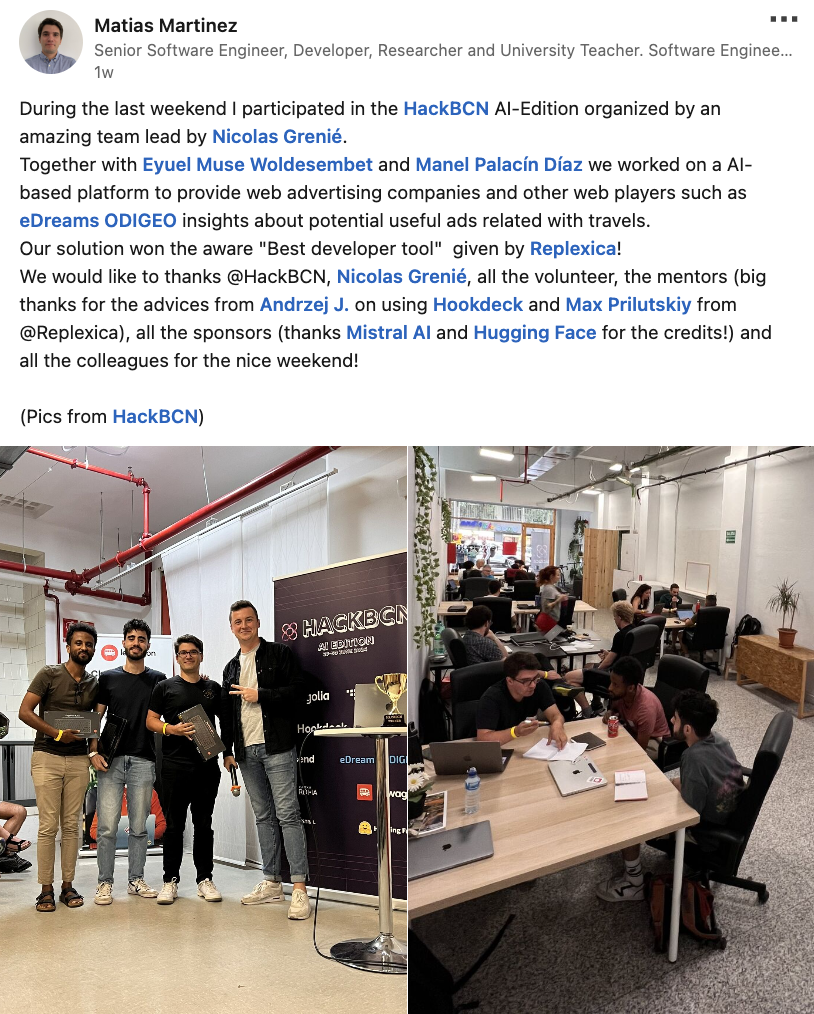 Matias Martinez
Senior Software Engineer, Developer, Researcher and University Teacher. Software Enginee...
1w
During the last weekend I participated in the HackBCN AI-Edition organized by an
amazing team lead by Nicolas Grenié.
Together with Eyuel Muse Woldesembet and Manel Palacín Díaz we worked on a AI-
based platform to provide web advertising companies and other web players such as
eDreams ODIGEO insights about potential useful ads related with travels.
Our solution won the aware "Best developer tool"  given by Replexica!
We would like to thanks @HackBCN, Nicolas Grenié, all the volunteer, the mentors (big
thanks for the advices from Andrzej J. on using Hookdeck and Max Prilutskiy from
@Replexica), all the sponsors (thanks Mistral AI and Hugging Face for the credits!) and
all the colleagues for the nice weekend!
(Pics from HackBCN)
HACKBCN
AI EDITION
golia
Hookdeck
end
eDream
ODIG
wag